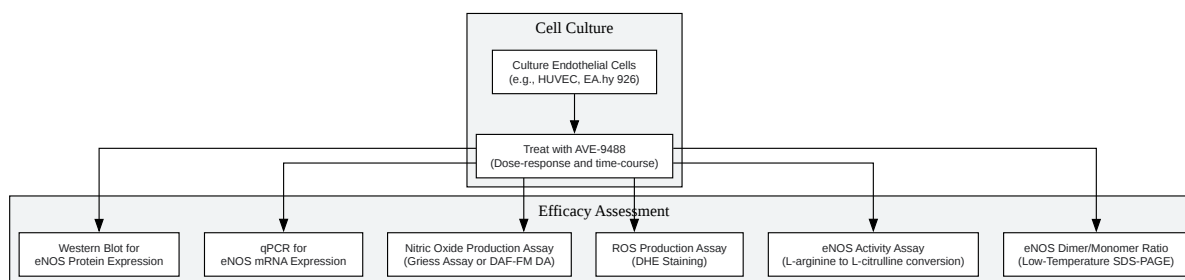 Cell Culture
Culture Endothelial Cells
(e.g., HUVEC, EA.hy 926)
Treat with AVE-9488
(Dose-response and time-course)
Efficacy Assessment
Western Blot for
eNOS Protein Expression
qPCR for
eNOS mRNA Expression
Nitric Oxide Production Assay
(Griess Assay or DAF-FM DA)
ROS Production Assay
(DHE Staining)
eNOS Activity Assay
(L-arginine to L-citrulline conversion)
eNOS Dimer/Monomer Ratio
(Low-Temperature SDS-PAGE)